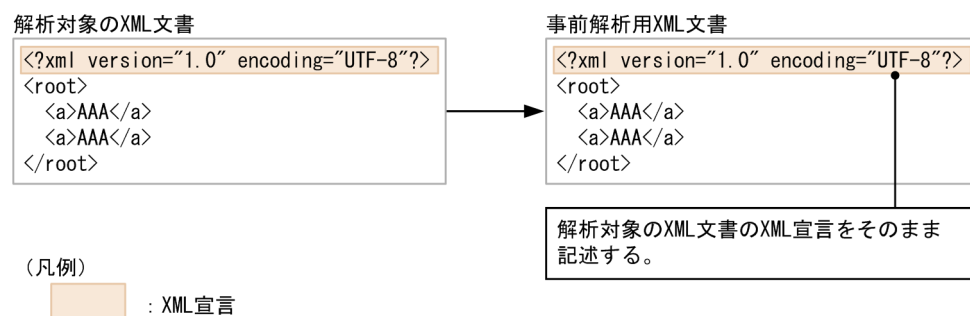 解析対象のXML文書
<?xml version="1.0" encoding="UTF-8"?>
<root>
  <a>AAA</a>
  <a>AAA</a>
</root>
事前解析用XML文書
<?xml version="1.0" encoding="UTF-8"?>
<root>
  <a>AAA</a>
  <a>AAA</a>
</root>
解析対象のXML文書のXML宣言をそのまま
記述する。
（凡例）
：XML宣言